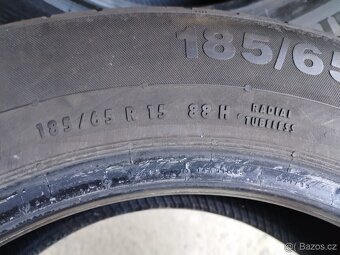 185/65
185/65 R 15 88 H RADIAL
TUBELESS
bazos.cz